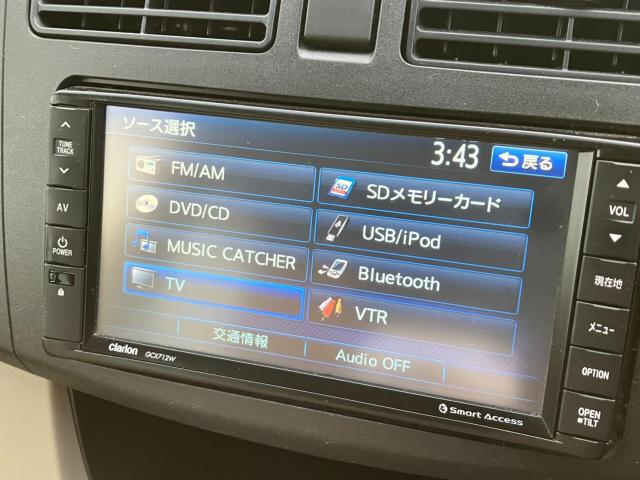 ソース選択
3:43
戻る
FM/AM
SDメモリーカード
DVD/CD
USB/iPod
MUSIC CATCHER
Bluetooth
TV
VTR
交通情報
Audio OFF
TUNE
TRACK
AV
POWER
VOL
現在地
メニュー
OPTION
OPEN
TILT
clarion
GCX712W
Smart Access
SD